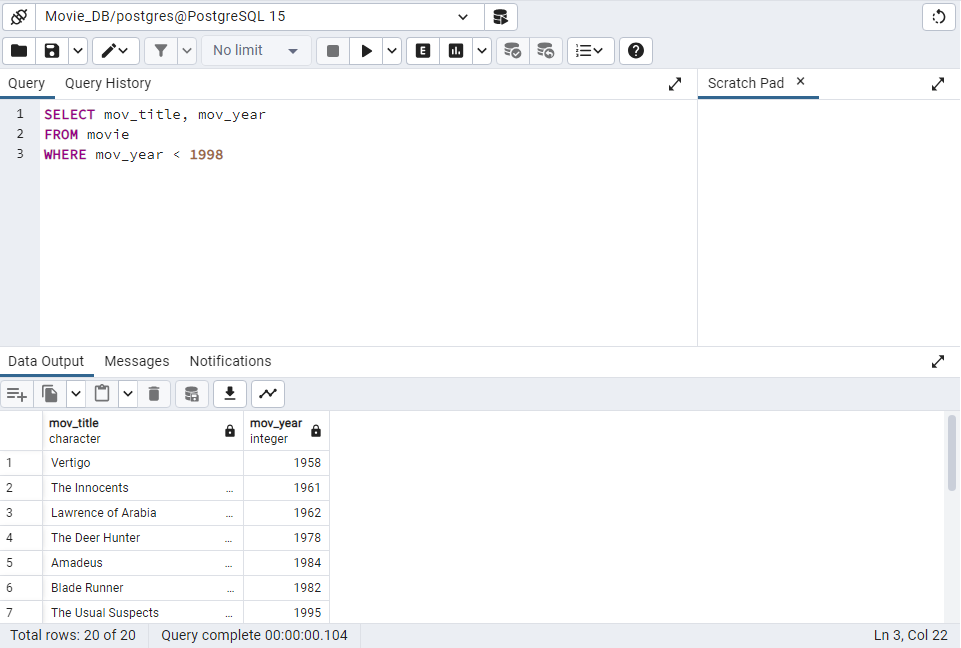 Movie_DB/postgres@PostgreSQL 15
No limit
E
Query Query History
Scratch Pad ×
1 SELECT mov_title, mov_year
2 FROM movie
3 WHERE mov_year < 1998
Data Output Messages Notifications
mov_title mov_year
character integer
1 Vertigo 1958
2 The Innocents ... 1961
3 Lawrence of Arabia ... 1962
4 The Deer Hunter ... 1978
5 Amadeus ... 1984
6 Blade Runner ... 1982
7 The Usual Suspects ... 1995
Total rows: 20 of 20 Query complete 00:00:00.104 Ln 3, Col 22